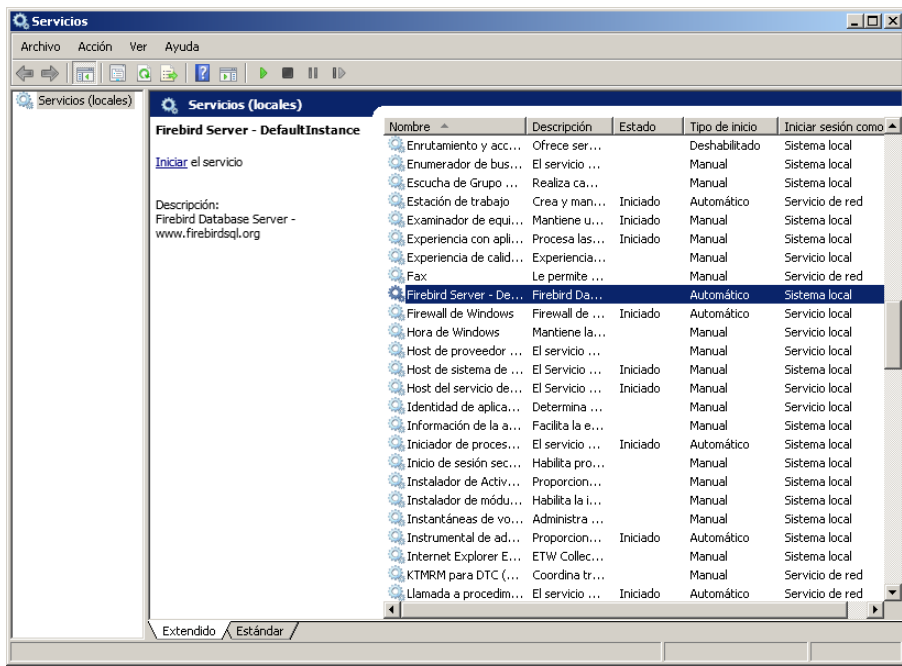 Servicios
Archivo Acción Ver Ayuda
Servicios (locales)
Servicios (locales)
Firebird Server - DefaultInstance
Iniciar el servicio
Descripción:
Firebird Database Server -
www.firebirdsql.org
Nombre Descripción Estado Tipo de inicio Iniciar sesión como
Enrutamiento y acc... Ofrece ser... Deshabilitado Sistema local
Enumerador de bus... El servicio ... Manual Sistema local
Escucha de Grupo ... Realiza ca... Manual Sistema local
Estación de trabajo Crea y man... Iniciado Automático Servicio de red
Examinador de equi... Mantiene u... Iniciado Manual Sistema local
Experiencia con apli... Procesa las... Iniciado Manual Sistema local
Experiencia de calid... Experiencia... Manual Servicio local
Fax Le permite ... Manual Servicio de red
Firebird Server - De... Firebird Da... Automático Sistema local
Firewall de Windows Firewall de ... Iniciado Automático Servicio local
Hora de Windows Mantiene la... Manual Servicio local
Host de proveedor ... El servicio ... Manual Servicio local
Host de sistema de ... El Servicio ... Iniciado Manual Sistema local
Host del servicio de... El Servicio ... Iniciado Manual Servicio local
Identidad de aplica... Determina ... Manual Servicio local
Información de la a... Facilita la e... Manual Sistema local
Iniciador de proces... El servicio ... Iniciado Automático Sistema local
Inicio de sesión sec... Habilita pro... Manual Sistema local
Instalador de Activ... Proporcion... Manual Sistema local
Instalador de módu... Habilita la i... Manual Sistema local
Instantáneas de vo... Administra ... Manual Sistema local
Instrumental de ad... Proporcion... Iniciado Automático Sistema local
Internet Explorer E... ETW Collec... Manual Sistema local
KTMRM para DTC (... Coordina tr... Manual Servicio de red
Llamada a procedim... El servicio ... Iniciado Automático Servicio de red
Extendido Estándar